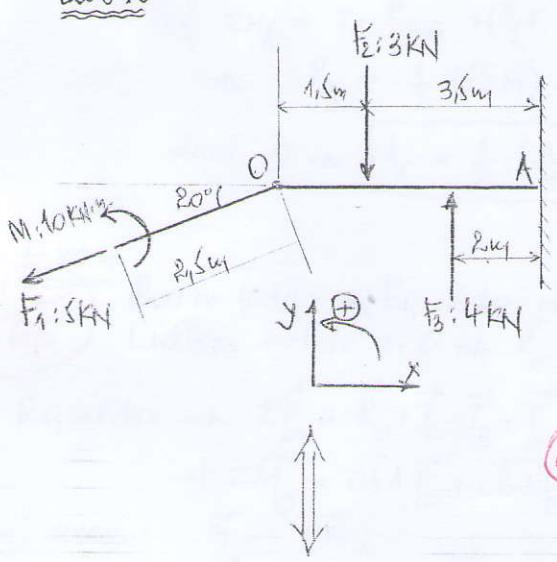 F₂: 3KN
1,5m
3,5m
O
A
20°
M: 10KN·m
2,5m
2m
F₁: 5KN
F₃: 4KN
y
+
x